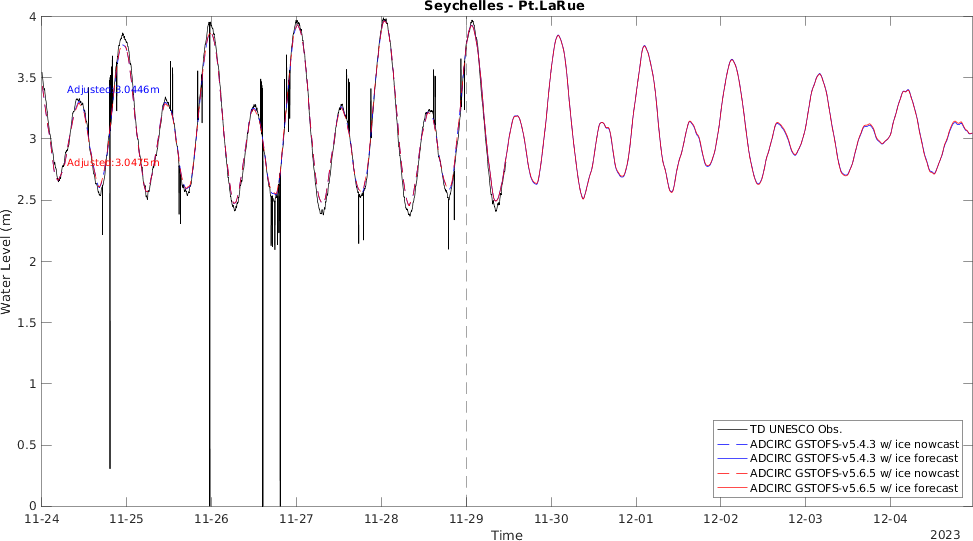 Seychelles - Pt.LaRue
Water Level (m)
4
3.5
3
2.5
2
1.5
1
0.5
0
Adjusted:3.0446m
Adjusted:3.0475m
TD UNESCO Obs.
ADCIRC GSTOFS-v5.4.3 w/ ice nowcast
ADCIRC GSTOFS-v5.4.3 w/ ice forecast
ADCIRC GSTOFS-v5.6.5 w/ ice nowcast
ADCIRC GSTOFS-v5.6.5 w/ ice forecast
11-24 11-25 11-26 11-27 11-28 11-29 11-30 12-01 12-02 12-03 12-04
Time
2023